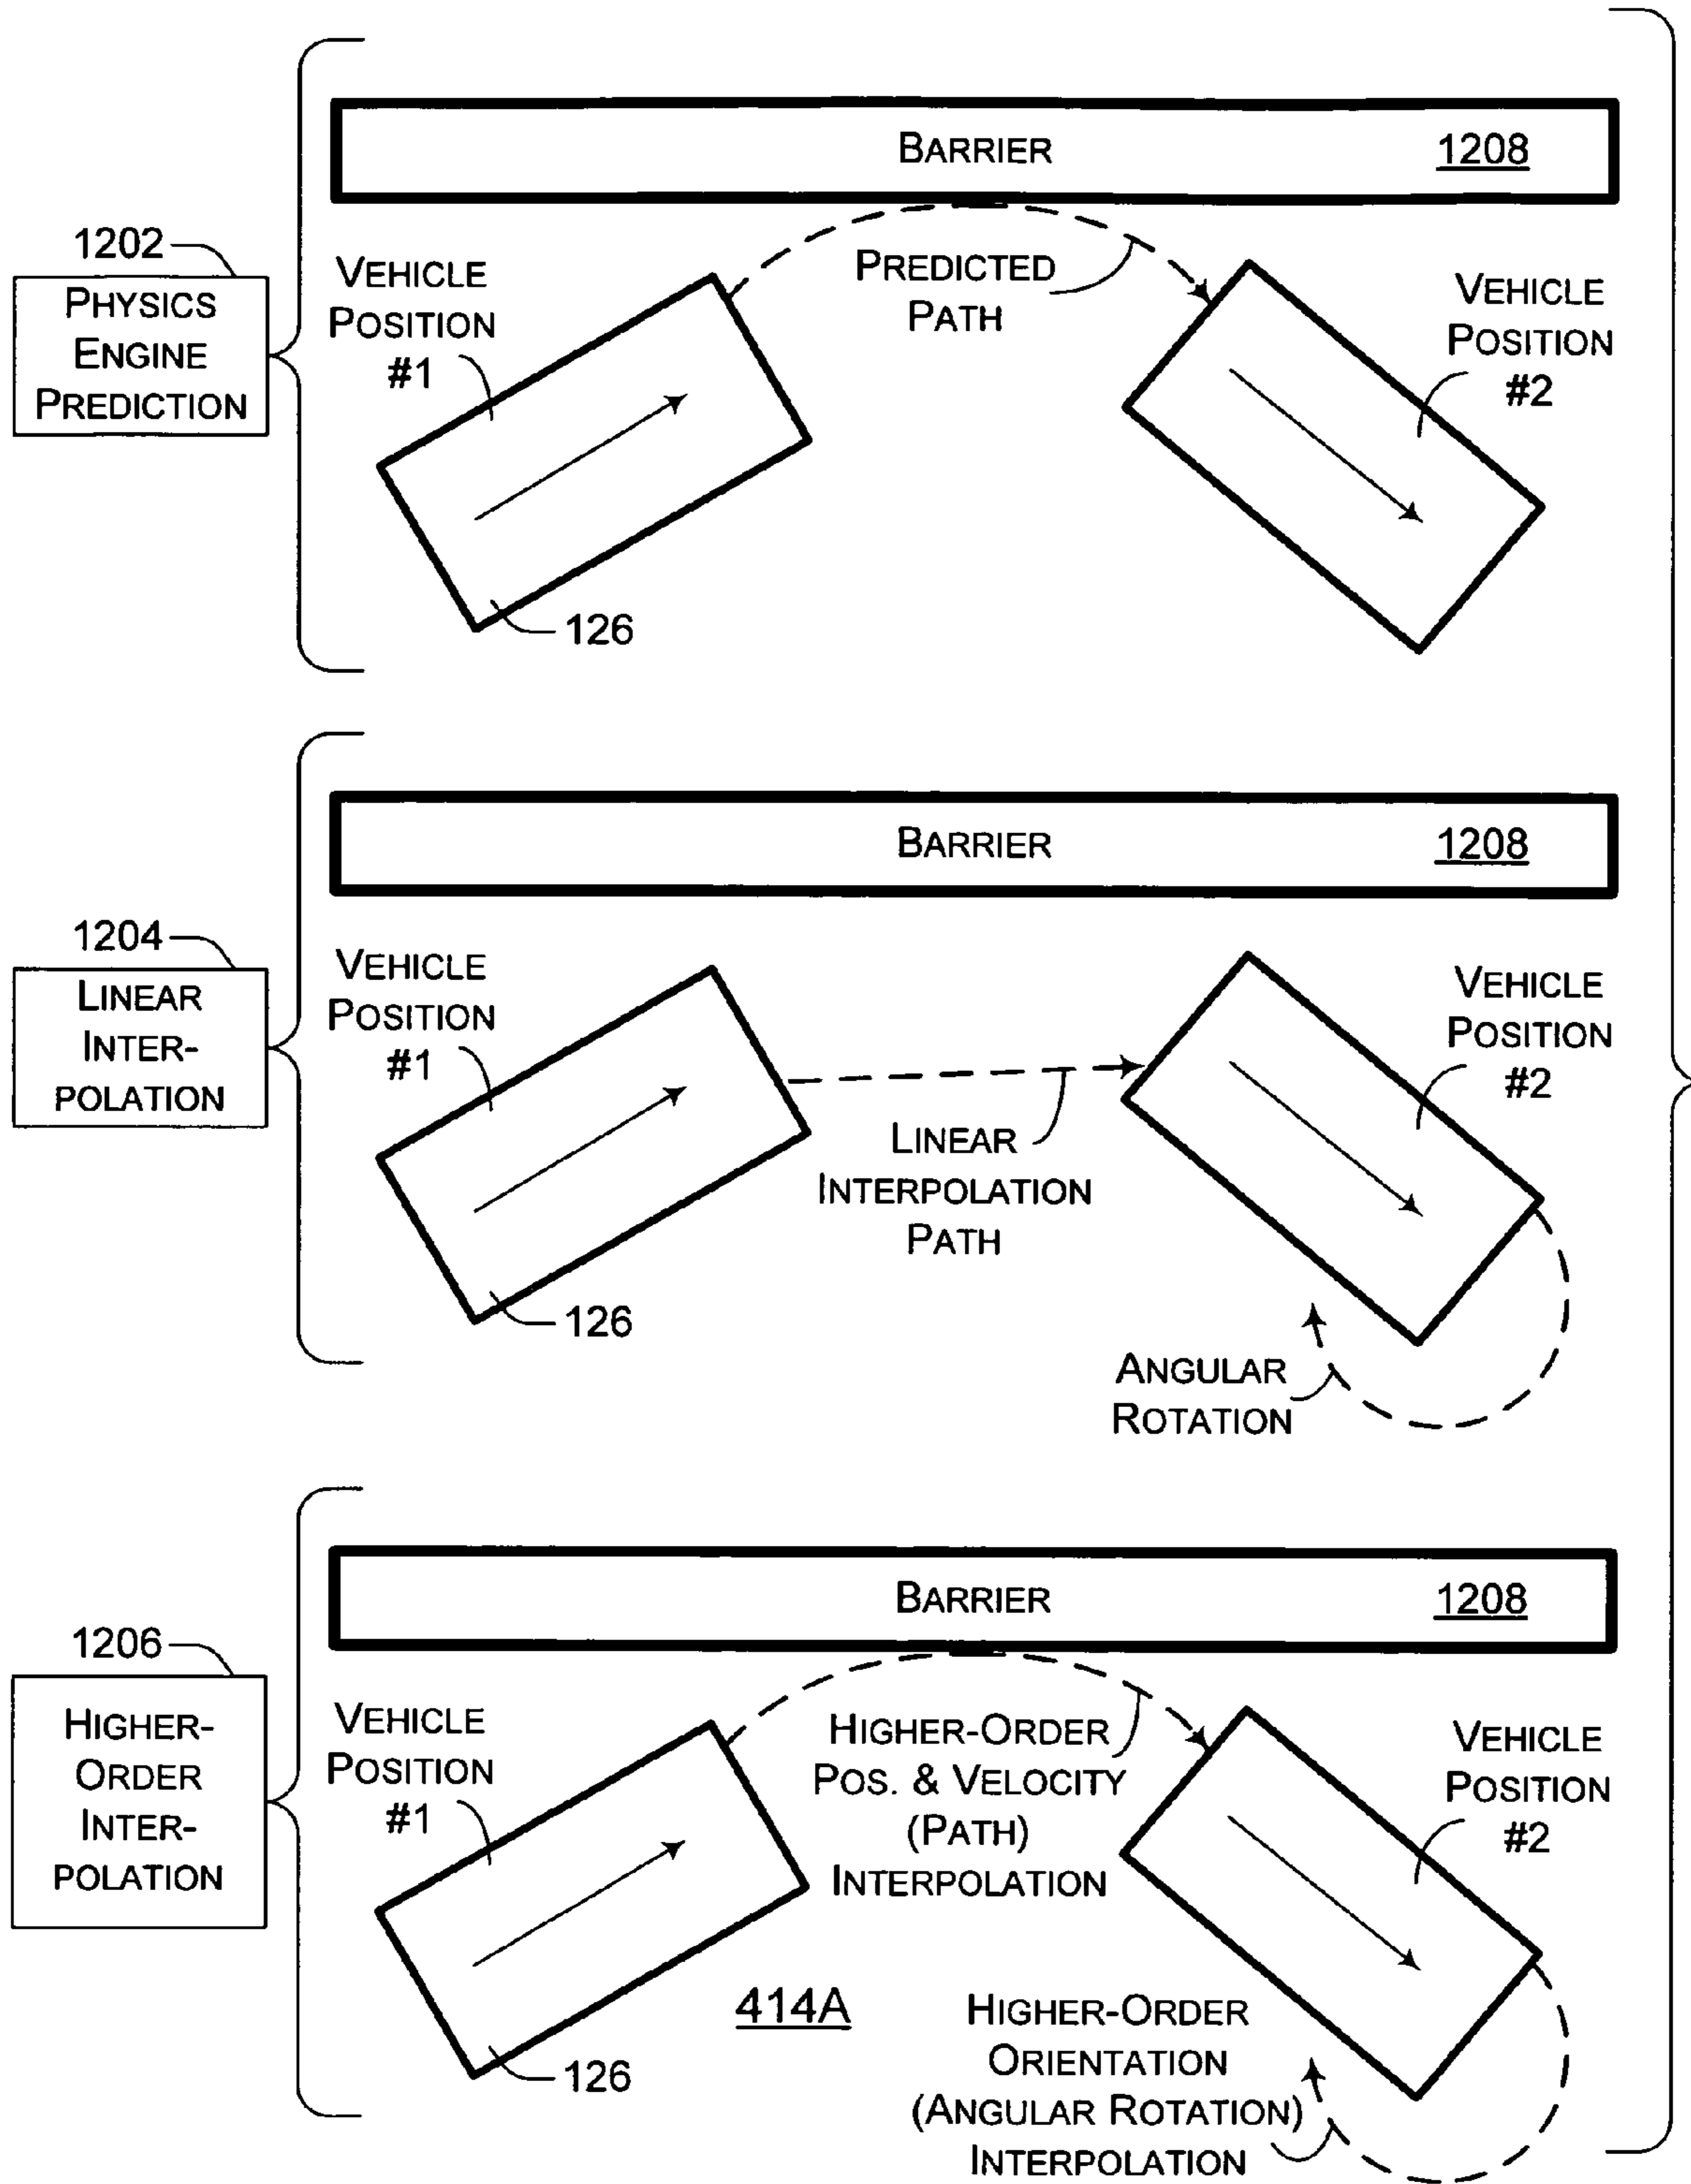 BARRIER 1208
1202
PHYSICS
ENGINE
PREDICTION
VEHICLE
POSITION
#1
PREDICTED
PATH
VEHICLE
POSITION
#2
126
BARRIER 1208
1204
LINEAR
INTER-
POLATION
VEHICLE
POSITION
#1
LINEAR
INTERPOLATION
PATH
VEHICLE
POSITION
#2
126
ANGULAR
ROTATION
BARRIER 1208
1206
HIGHER-
ORDER
INTER-
POLATION
VEHICLE
POSITION
#1
HIGHER-ORDER
POS. & VELOCITY
(PATH)
INTERPOLATION
VEHICLE
POSITION
#2
414A
126
HIGHER-ORDER
ORIENTATION
(ANGULAR ROTATION)
INTERPOLATION